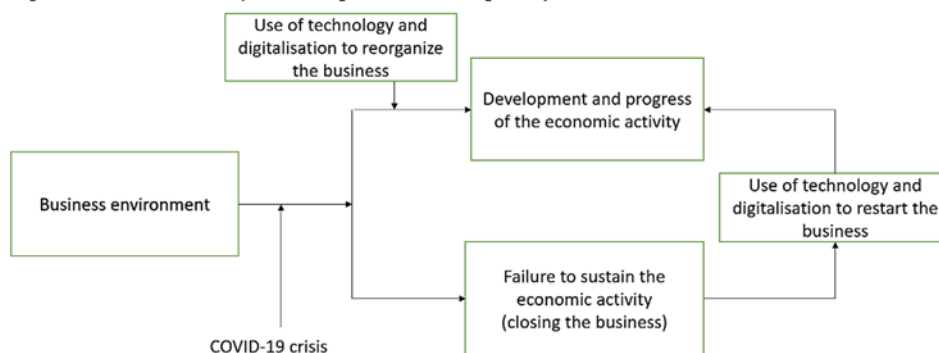 Use of technology and
digitalisation to reorganize
the business
Development and progress
of the economic activity
Business environment
Use of technology and
digitalisation to restart the
business
Failure to sustain the
economic activity
(closing the business)
COVID-19 crisis